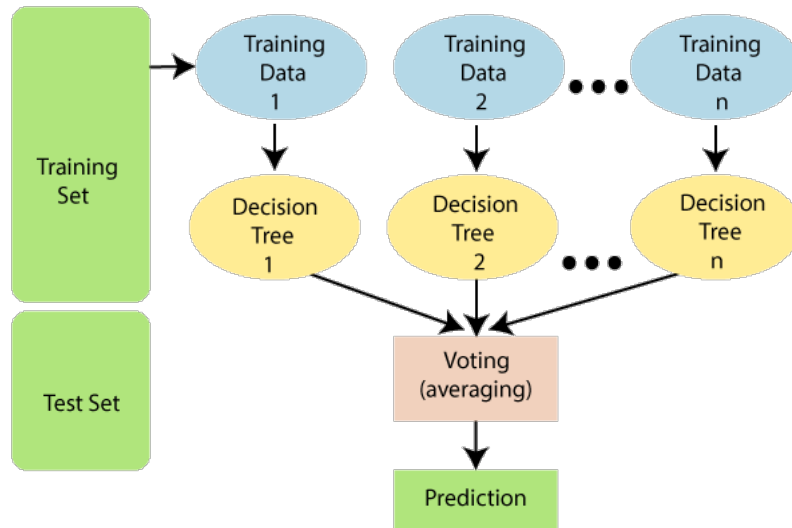 Training
Set
Training
Data
1
Training
Data
2
Training
Data
n
Decision
Tree
1
Decision
Tree
2
Decision
Tree
n
Test Set
Voting
(averaging)
Prediction